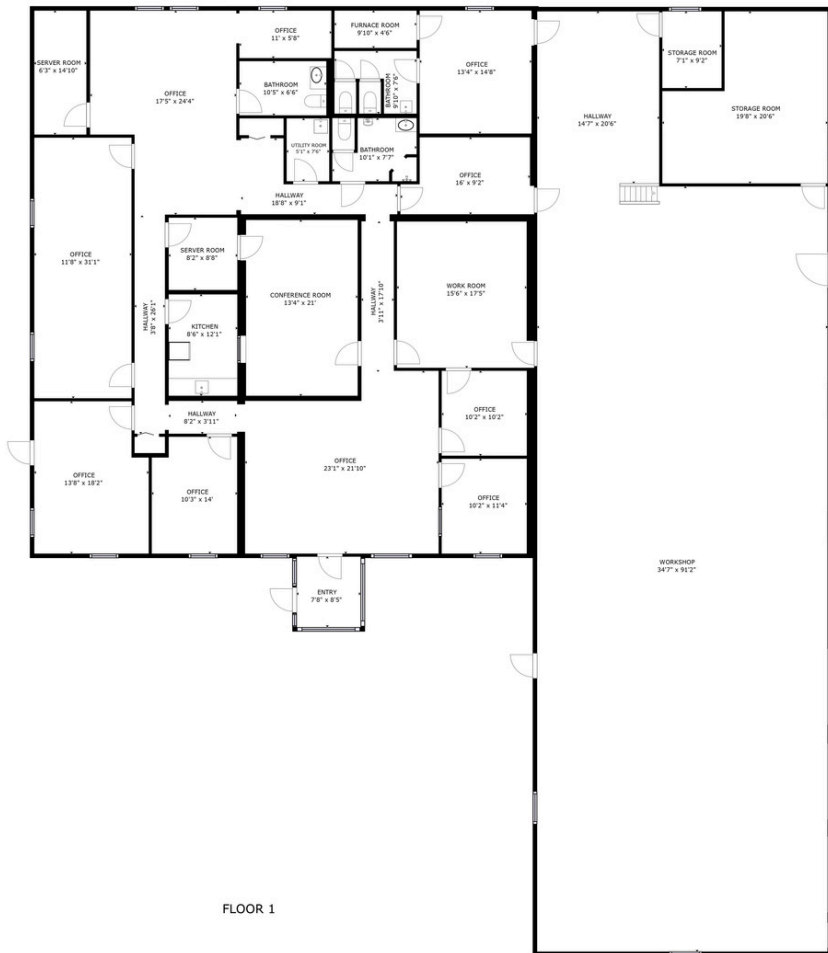 SERVER ROOM
6'3" x 14'10"
OFFICE
17'5" x 24'4"
OFFICE
11' x 5'8"
FURNACE ROOM
9'10" x 4'6"
OFFICE
13'4" x 14'8"
STORAGE ROOM
7'1" x 9'2"
BATHROOM
10'5" x 6'6"
BATHROOM
9'10" x 7'6"
HALLWAY
14'7" x 20'6"
STORAGE ROOM
19'8" x 20'6"
UTILITY ROOM
5'1" x 7'6"
BATHROOM
10'1" x 7'7"
OFFICE
16' x 9'2"
HALLWAY
18'8" x 9'1"
OFFICE
11'8" x 31'1"
SERVER ROOM
8'2" x 8'8"
HALLWAY
3'8" x 26'1"
CONFERENCE ROOM
13'4" x 21'
HALLWAY
3'11" x 17'10"
WORK ROOM
15'6" x 17'5"
KITCHEN
8'6" x 12'1"
HALLWAY
8'2" x 3'11"
OFFICE
10'2" x 10'2"
OFFICE
13'8" x 18'2"
OFFICE
10'3" x 14'
OFFICE
23'1" x 21'10"
OFFICE
10'2" x 11'4"
ENTRY
7'8" x 8'5"
WORKSHOP
34'7" x 91'2"
FLOOR 1